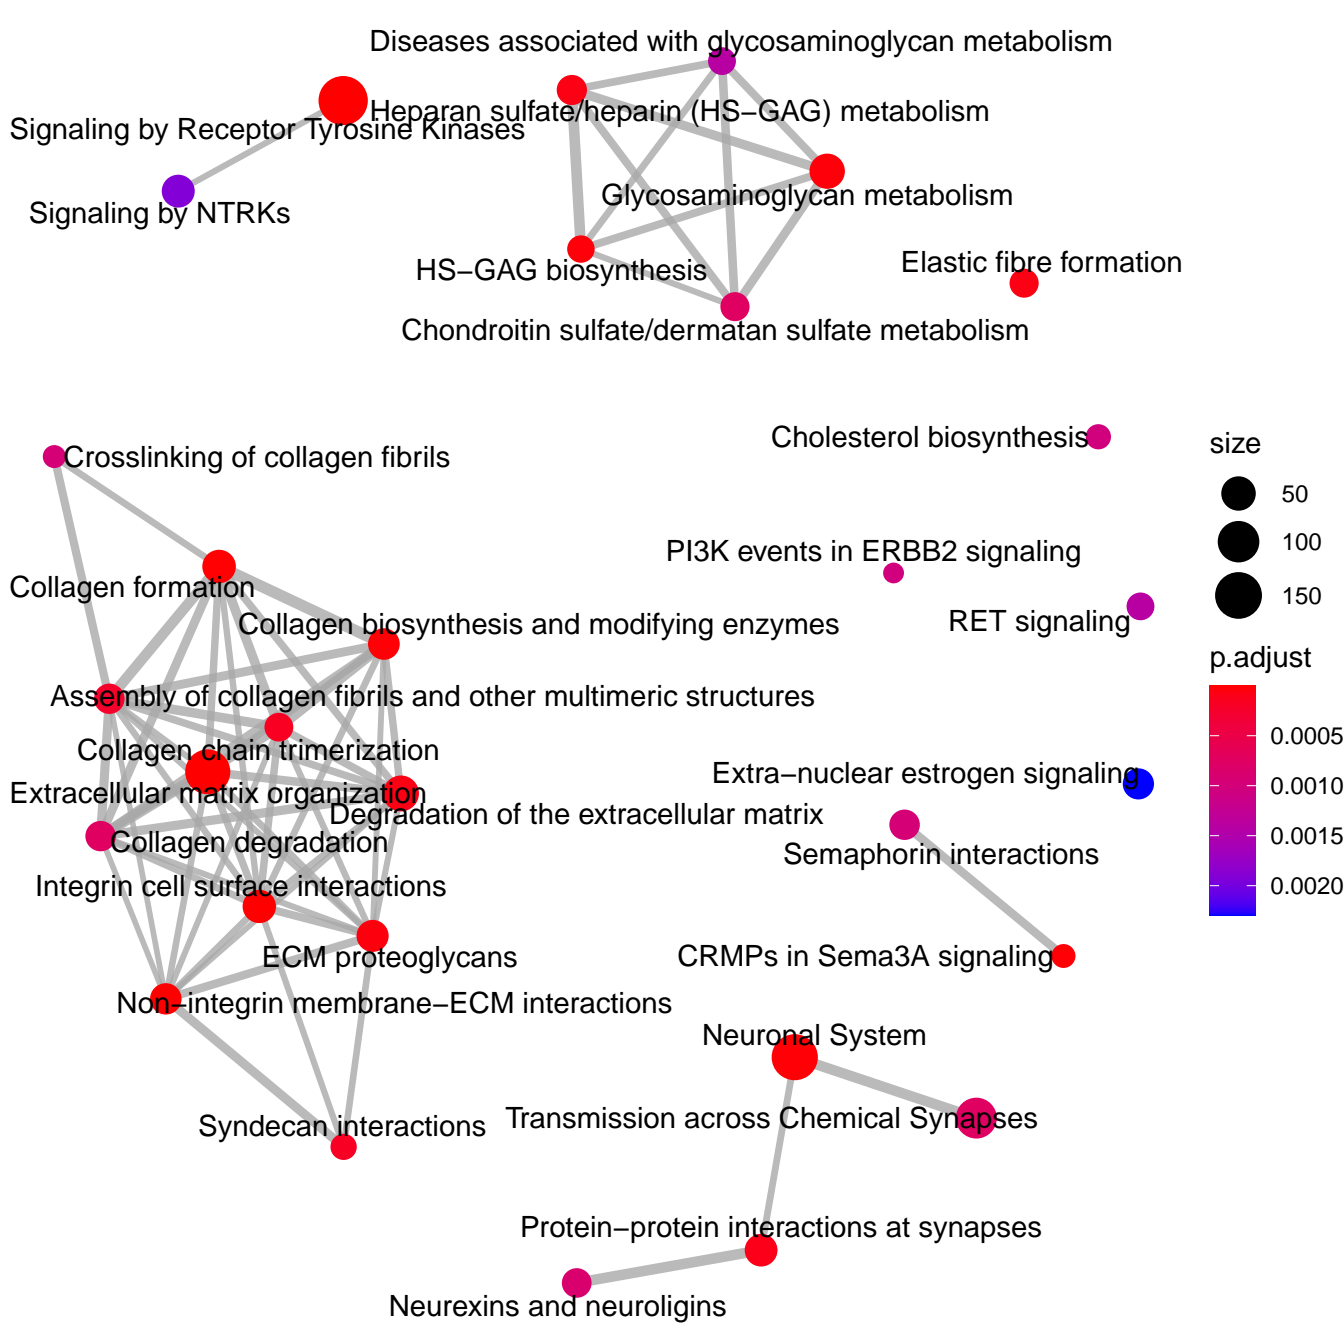 Diseases associated with glycosaminoglycan metabolism
Heparan sulfate/heparin (HS−GAG) metabolism
Signaling by Receptor Tyrosine Kinases
Glycosaminoglycan metabolism
Signaling by NTRKs
Elastic fibre formation
HS−GAG biosynthesis
Chondroitin sulfate/dermatan sulfate metabolism
Cholesterol biosynthesis
size
Crosslinking of collagen fibrils
50
100
PI3K events in ERBB2 signaling
Collagen formation
150
RET signaling
Collagen biosynthesis and modifying enzymes
p.adjust
Assembly of collagen fibrils and other multimeric structures
0.0005
Collagen chain trimerization
Extra−nuclear estrogen signaling
0.0010
Extracellular matrix organization
Degradation of the extracellular matrix
0.0015
Collagen degradation
Semaphorin interactions
Integrin cell surface interactions
0.0020
ECM proteoglycans
CRMPs in Sema3A signaling
Non−integrin membrane−ECM interactions
Neuronal System
Transmission across Chemical Synapses
Syndecan interactions
Protein−protein interactions at synapses
Neurexins and neuroligins